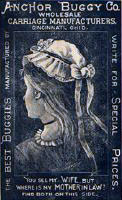 ANCHOR BUGGY CO.
WHOLESALE
CARRIAGE MANUFACTURERS.
CINCINNATI, OHIO.
THE BEST BUGGIES MANUFACTURED BY
WRITE FOR SPECIAL PRICES.
"YOU SEE MY WIFE, BUT
WHERE IS MY MOTHER IN LAW?"
FIND BOTH ON THIS SIDE.